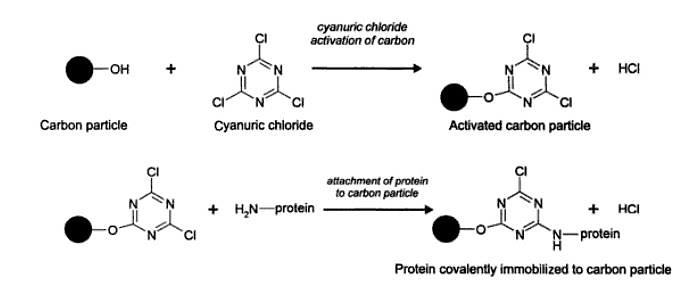 cyanuric chloride
activation of carbon
Cl
Cl
OH
+
N
N
N
Cl
Cl
N
N
N
O
Cl
+
HCl
Carbon particle
Cyanuric chloride
Activated carbon particle
Cl
Cl
attachment of protein
to carbon particle
N
N
N
O
Cl
+
H₂N—protein
N
N
N
O
N
H
protein
+
HCl
Protein covalently immobilized to carbon particle